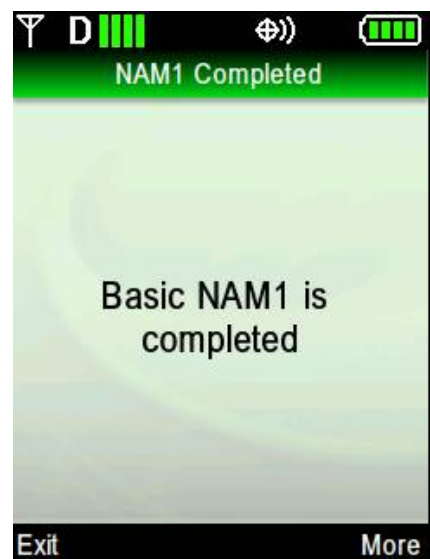 D
NAM1 Completed
Basic NAM1 is
completed
Exit More